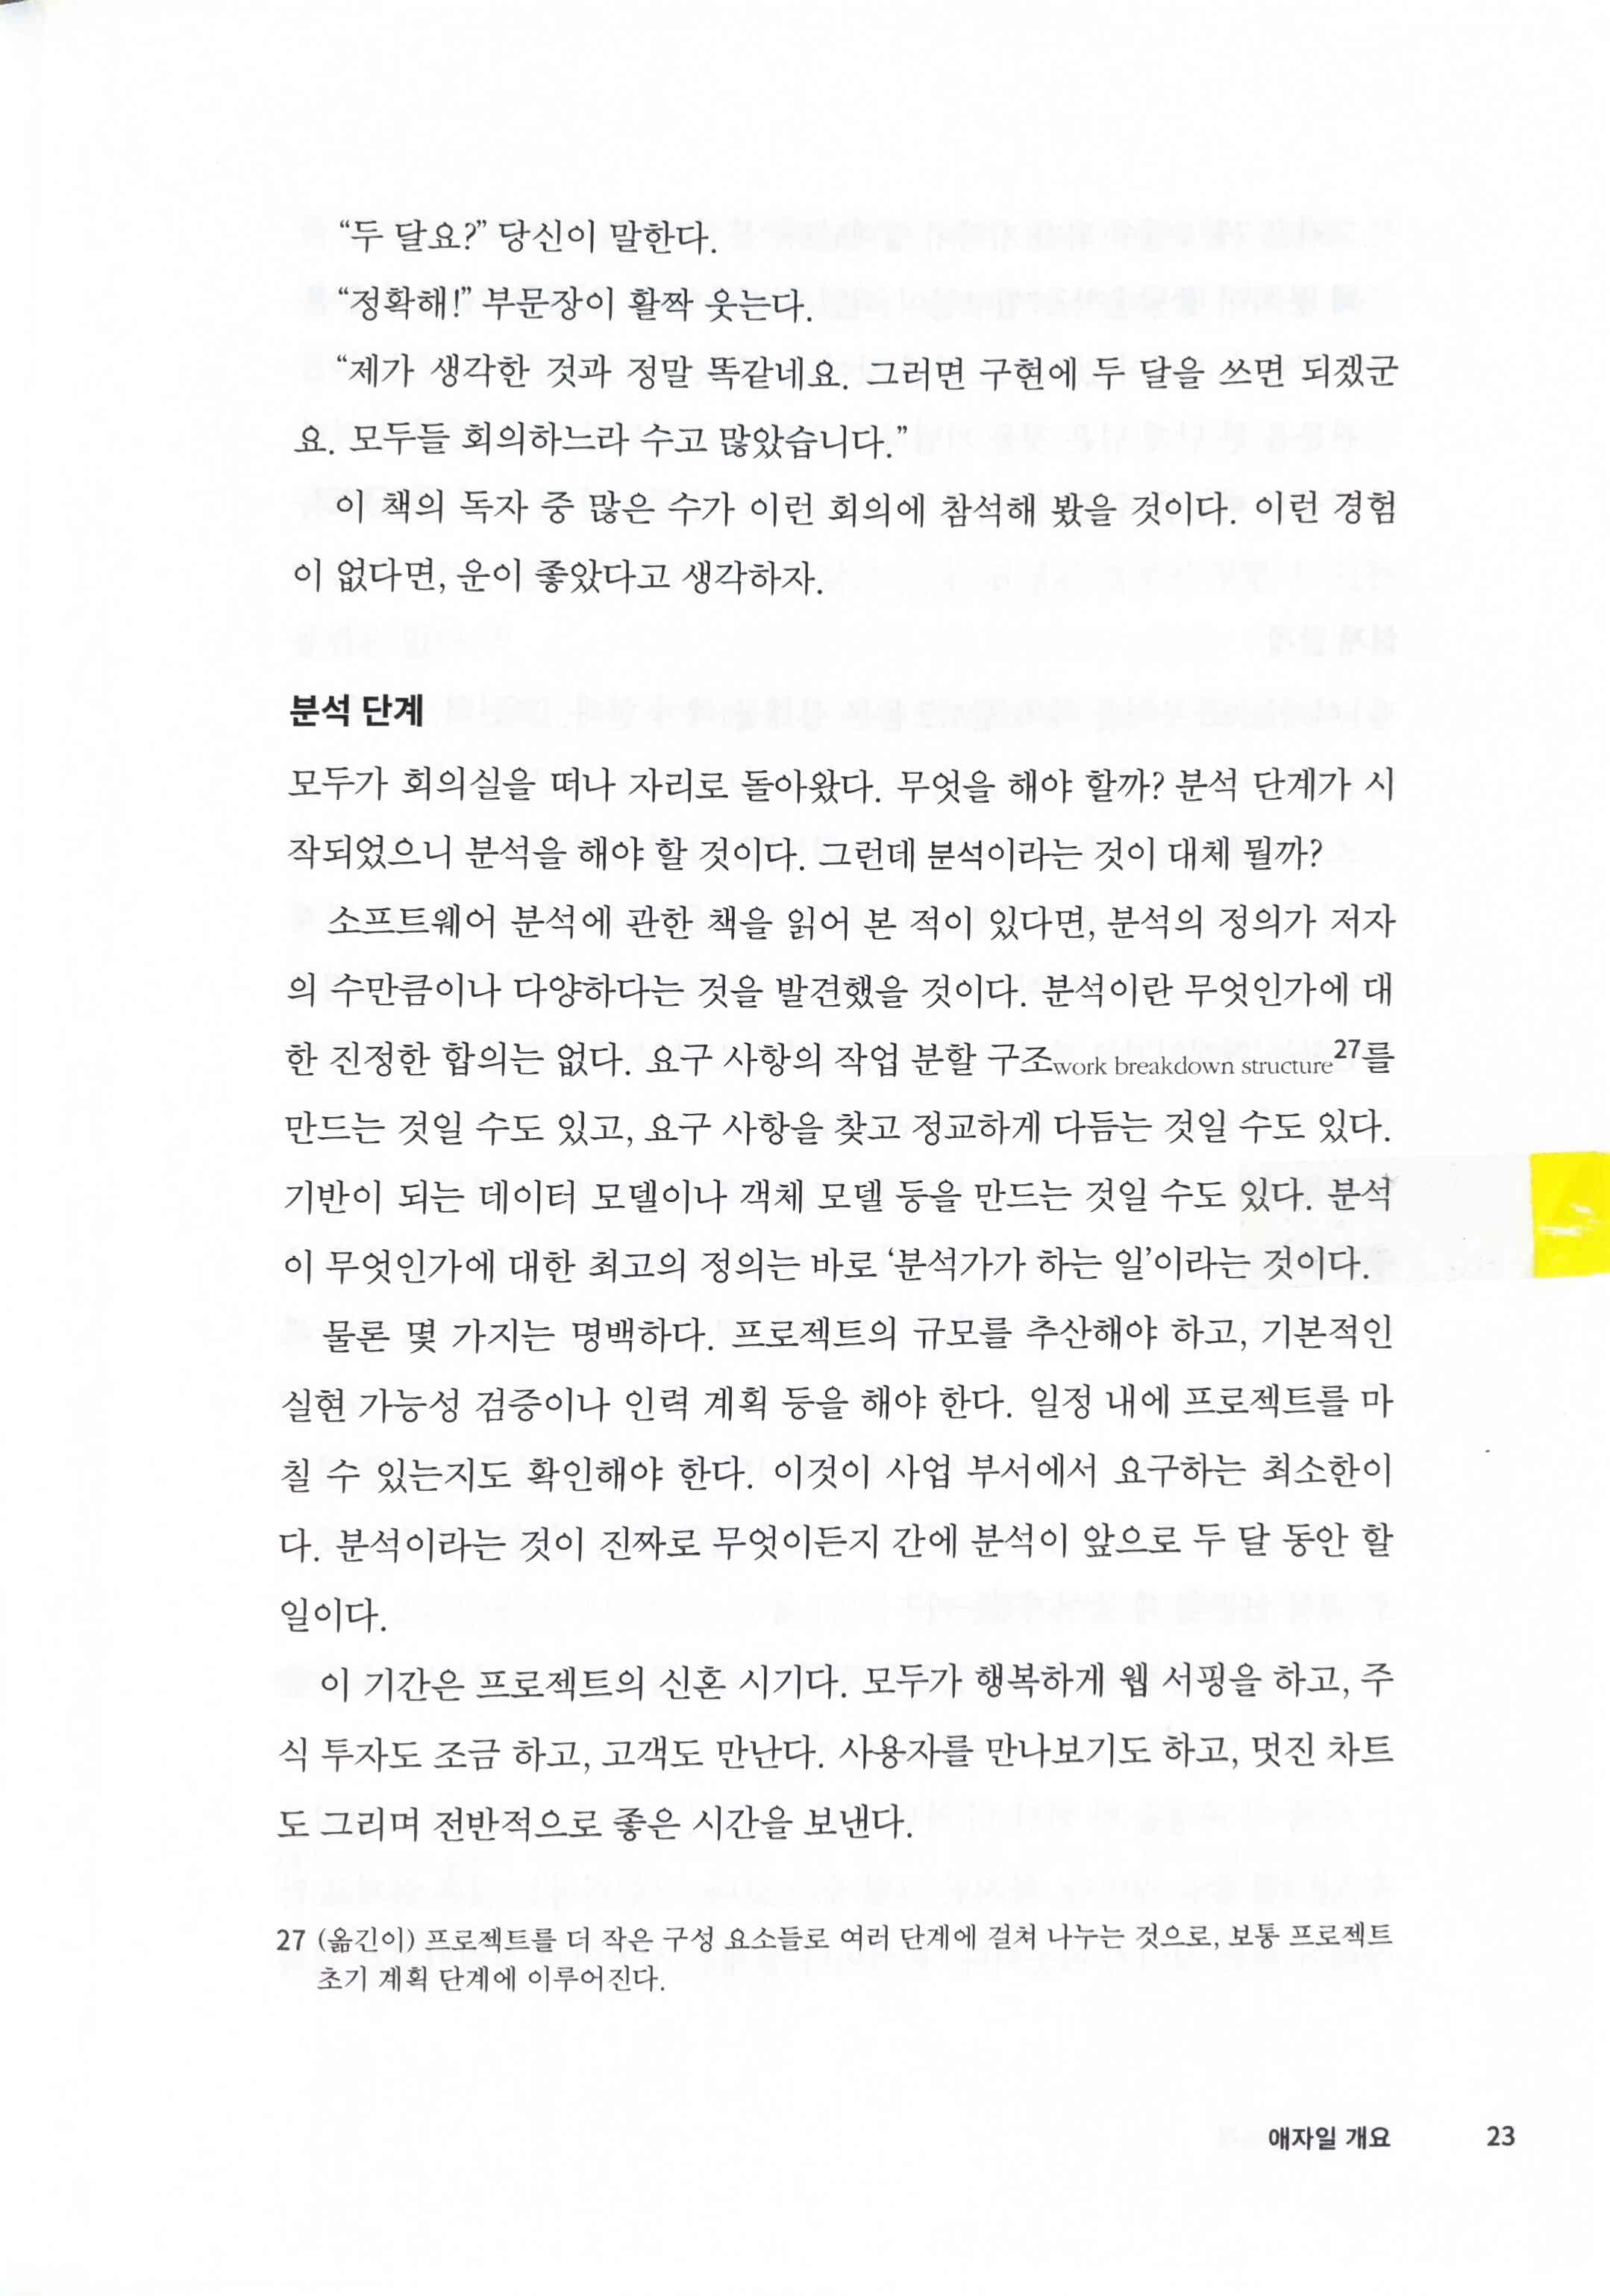 “두 달요?” 당신이 말한다.
“정확해!” 부문장이 활짝 웃는다.
“제가 생각한 것과 정말 똑같네요. 그러면 구현에 두 달을 쓰면 되겠군
요. 모두들 회의하느라 수고 많았습니다.”
이 책의 독자 중 많은 수가 이런 회의에 참석해 봤을 것이다. 이런 경험
이 없다면, 운이 좋았다고 생각하자.
분석 단계
모두가 회의실을 떠나 자리로 돌아왔다. 무엇을 해야 할까? 분석 단계가 시
작되었으니 분석을 해야 할 것이다. 그런데 분석이라는 것이 대체 뭘까?
소프트웨어 분석에 관한 책을 읽어 본 적이 있다면, 분석의 정의가 저자
의 수만큼이나 다양하다는 것을 발견했을 것이다. 분석이란 무엇인가에 대
한 진정한 합의는 없다. 요구 사항의 작업 분할 구조work breakdown structure27를
만드는 것일 수도 있고, 요구 사항을 찾고 정교하게 다듬는 것일 수도 있다.
기반이 되는 데이터 모델이나 객체 모델 등을 만드는 것일 수도 있다. 분석
이 무엇인가에 대한 최고의 정의는 바로 ‘분석가가 하는 일’이라는 것이다.
물론 몇 가지는 명백하다. 프로젝트의 규모를 추산해야 하고, 기본적인
실현 가능성 검증이나 인력 계획 등을 해야 한다. 일정 내에 프로젝트를 마
칠 수 있는지도 확인해야 한다. 이것이 사업 부서에서 요구하는 최소한이
다. 분석이라는 것이 진짜로 무엇이든지 간에 분석이 앞으로 두 달 동안 할
일이다.
이 기간은 프로젝트의 신혼 시기다. 모두가 행복하게 웹 서핑을 하고, 주
식 투자도 조금 하고, 고객도 만난다. 사용자를 만나보기도 하고, 멋진 차트
도 그리며 전반적으로 좋은 시간을 보낸다.
27 (옮긴이) 프로젝트를 더 작은 구성 요소들로 여러 단계에 걸쳐 나누는 것으로, 보통 프로젝트
초기 계획 단계에 이루어진다.
애자일 개요 23